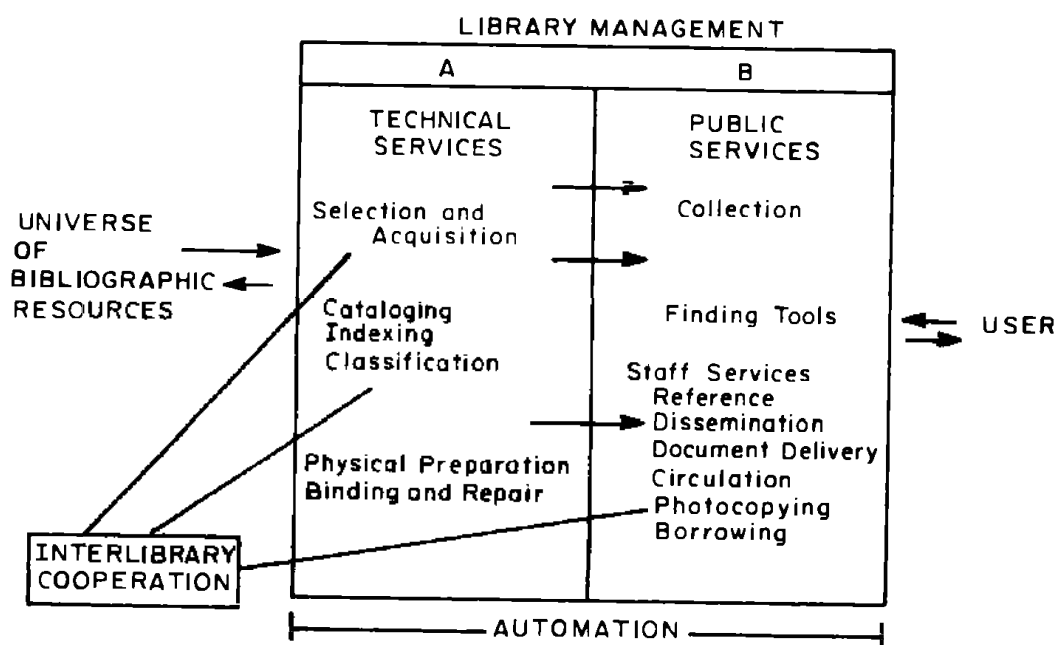 LIBRARY MANAGEMENT
A
B
TECHNICAL
SERVICES
PUBLIC
SERVICES
UNIVERSE
OF
BIBLIOGRAPHIC
RESOURCES
Selection and
Acquisition
Cataloging
Indexing
Classification
Physical Preparation
Binding and Repair
Collection
Finding Tools
Staff Services
Reference
Dissemination
Document Delivery
Circulation
Photocopying
Borrowing
USER
INTERLIBRARY
COOPERATION
AUTOMATION